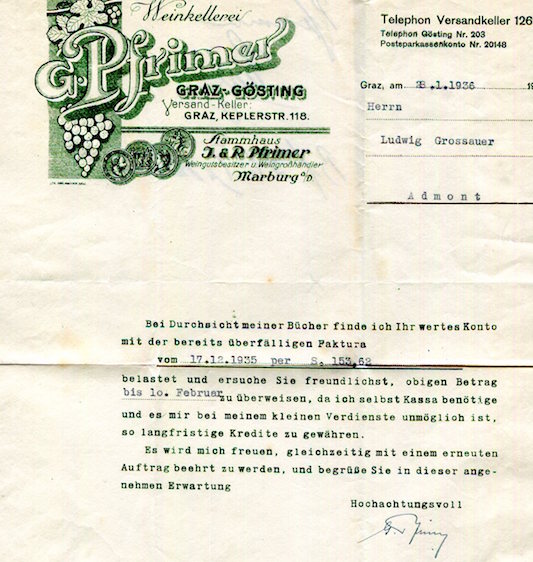 Weinkellerei
G. Pfrimer
GRAZ-GÖSTING
Versand-Keller:
GRAZ, KEPLERSTR. 118.
Stammhaus
J. & R. Pfrimer
Weingutsbesitzer u. Weingroßhändler
Marburg a/D
Telephon Versandkeller 126
Telephon Gösting Nr. 203
Postsparkassenkonto Nr. 20148
Graz, am 28.1.1936 1
Herrn
Ludwig Grossauer
Admont
Bei Durchsicht meiner Bücher finde ich Ihr wertes Konto
mit der bereits überfälligen Faktura
vom 17.12.1935 per S. 153,62
belastet und ersuche Sie freundlichst, obigen Betrag
bis 10. Februar zu überweisen, da ich selbst Kassa benötige
und es mir bei meinem kleinen Verdienste unmöglich ist,
so langfristige Kredite zu gewähren.
Es wird mich freuen, gleichzeitig mit einem erneuten
Auftrag beehrt zu werden, und begrüße Sie in dieser ange-
nehmen Erwartung
Hochachtungsvoll